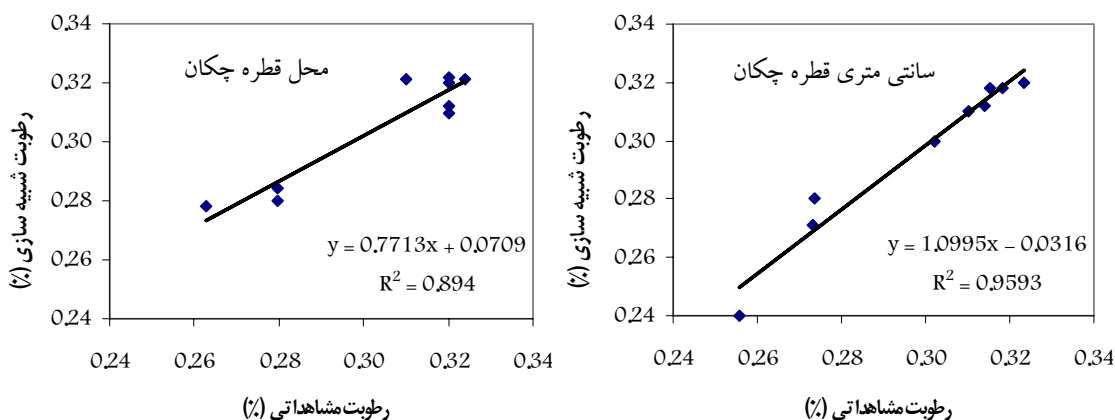 0.34
0.32
0.30
0.28
0.26
0.24
رطوبت شبیه سازی (%)
محل قطره چکان
y = 0.7713x + 0.0709
R² = 0.894
0.24 0.26 0.28 0.30 0.32 0.34
رطوبت مشاهداتی (%)
0.34
0.32
0.30
0.28
0.26
0.24
رطوبت شبیه سازی (%)
سانتی متری قطره چکان
y = 1.0995x – 0.0316
R² = 0.9593
0.24 0.26 0.28 0.30 0.32 0.34
رطوبت مشاهداتی (%)